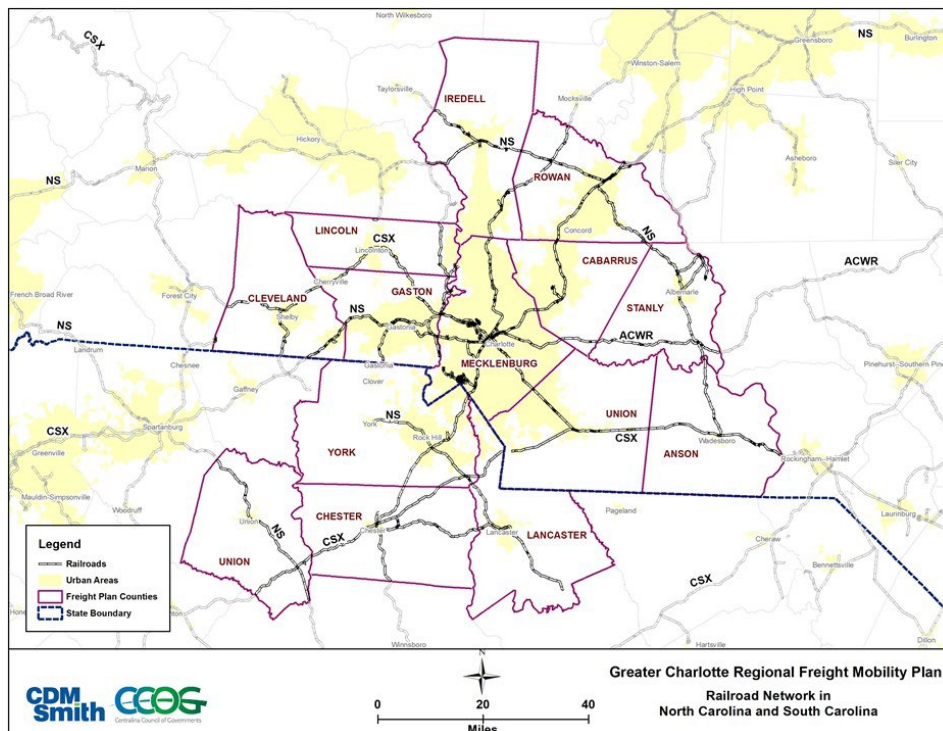 North Wilkesboro
CSX
Greensboro
NS
Burlington
Winston-Salem
Taylorsville
IREDELL
Mocksville
High Point
Hickory
NS
Asheboro
Siler City
Marion
NS
ROWAN
LINCOLN
CSX
Lincolnton
Concord
NS
CABARRUS
ACWR
Cherryville
French Broad River
Forest City
CLEVELAND
GASTON
Albemarle
STANLY
Shelby
NS
Gastonia
NS
Landrum
Charlotte
ACWR
Chesnee
Gastonia
MECKLENBURG
Pinehurst-Southern Pine
Gaffney
Clover
UNION
CSX
Spartanburg
NS
York
Rock Hill
Wadesboro
CSX
Greenville
YORK
ANSON
Rockingham-Hamlet
Mauldin-Simpsonville
Woodruff
Pageland
Laurinburg
Union
NS
CHESTER
Chester
Lancaster
LANCASTER
Cheraw
UNION
CSX
Bennettsville
CSX
Winnsboro
Hartsville
Dillon
Legend
Railroads
Urban Areas
Freight Plan Counties
State Boundary
CDM
Smith
CCOG
Centralina Council of Governments
N
0 20 40
Miles
Greater Charlotte Regional Freight Mobility Plan
Railroad Network in
North Carolina and South Carolina